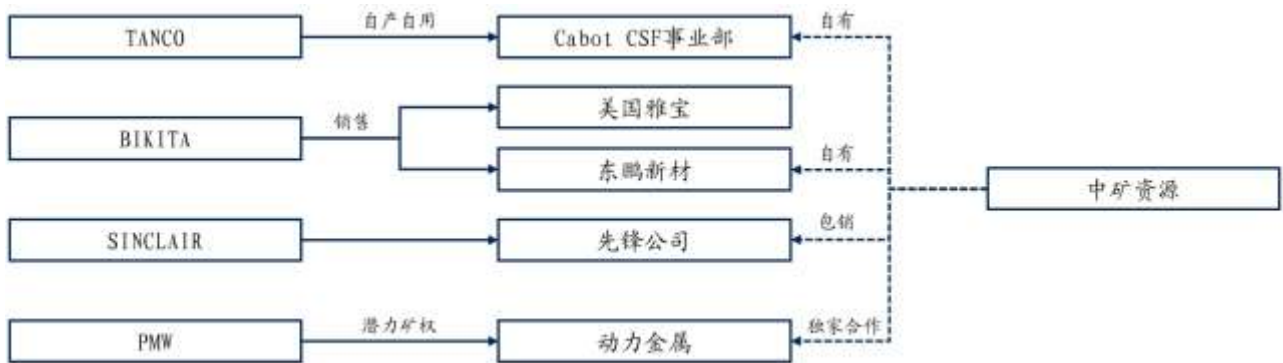 TANCO
自产自用
Cabot CSF事业部
自有
BIKITA
销售
美国雅宝
东鹏新材
自有
中矿资源
SINCLAIR
先锋公司
包销
PMW
潜力矿权
动力金属
独家合作